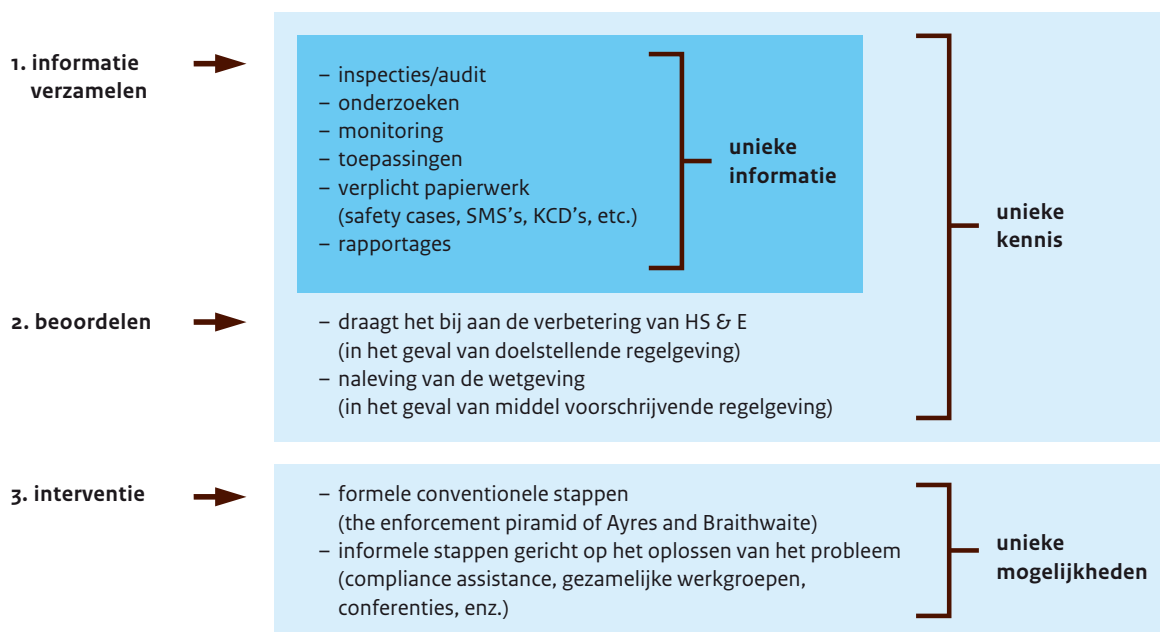 1. informatie
verzamelen
– inspecties/audit
– onderzoeken
– monitoring
– toepassingen
– verplicht papierwerk
(safety cases, SMS’s, KCD’s, etc.)
– rapportages
unieke
informatie
unieke
kennis
2. beoordelen
– draagt het bij aan de verbetering van HS & E
(in het geval van doelstellende regelgeving)
– naleving van de wetgeving
(in het geval van middel voorschrijvende regelgeving)
3. interventie
– formele conventionele stappen
(the enforcement piramid of Ayres and Braithwaite)
– informele stappen gericht op het oplossen van het probleem
(compliance assistance, gezamelijke werkgroepen,
conferenties, enz.)
unieke
mogelijkheden